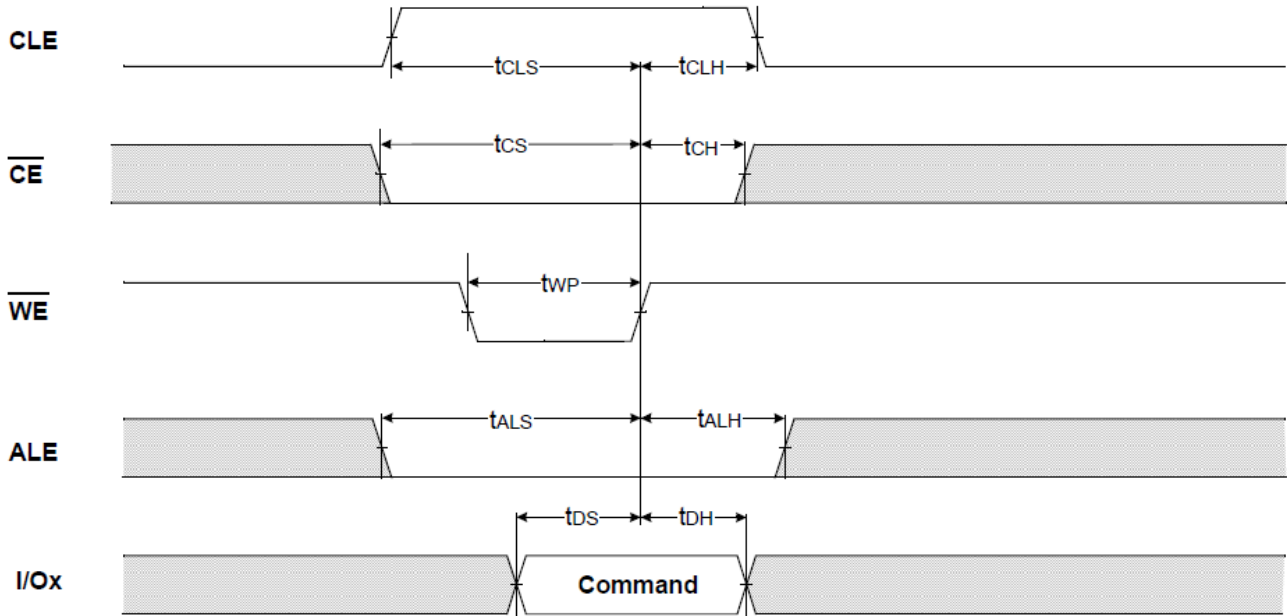 CLE
tCLS
tCLH
CE
tCS
tCH
WE
tWP
ALE
tALS
tALH
tDS
tDH
I/Ox
Command